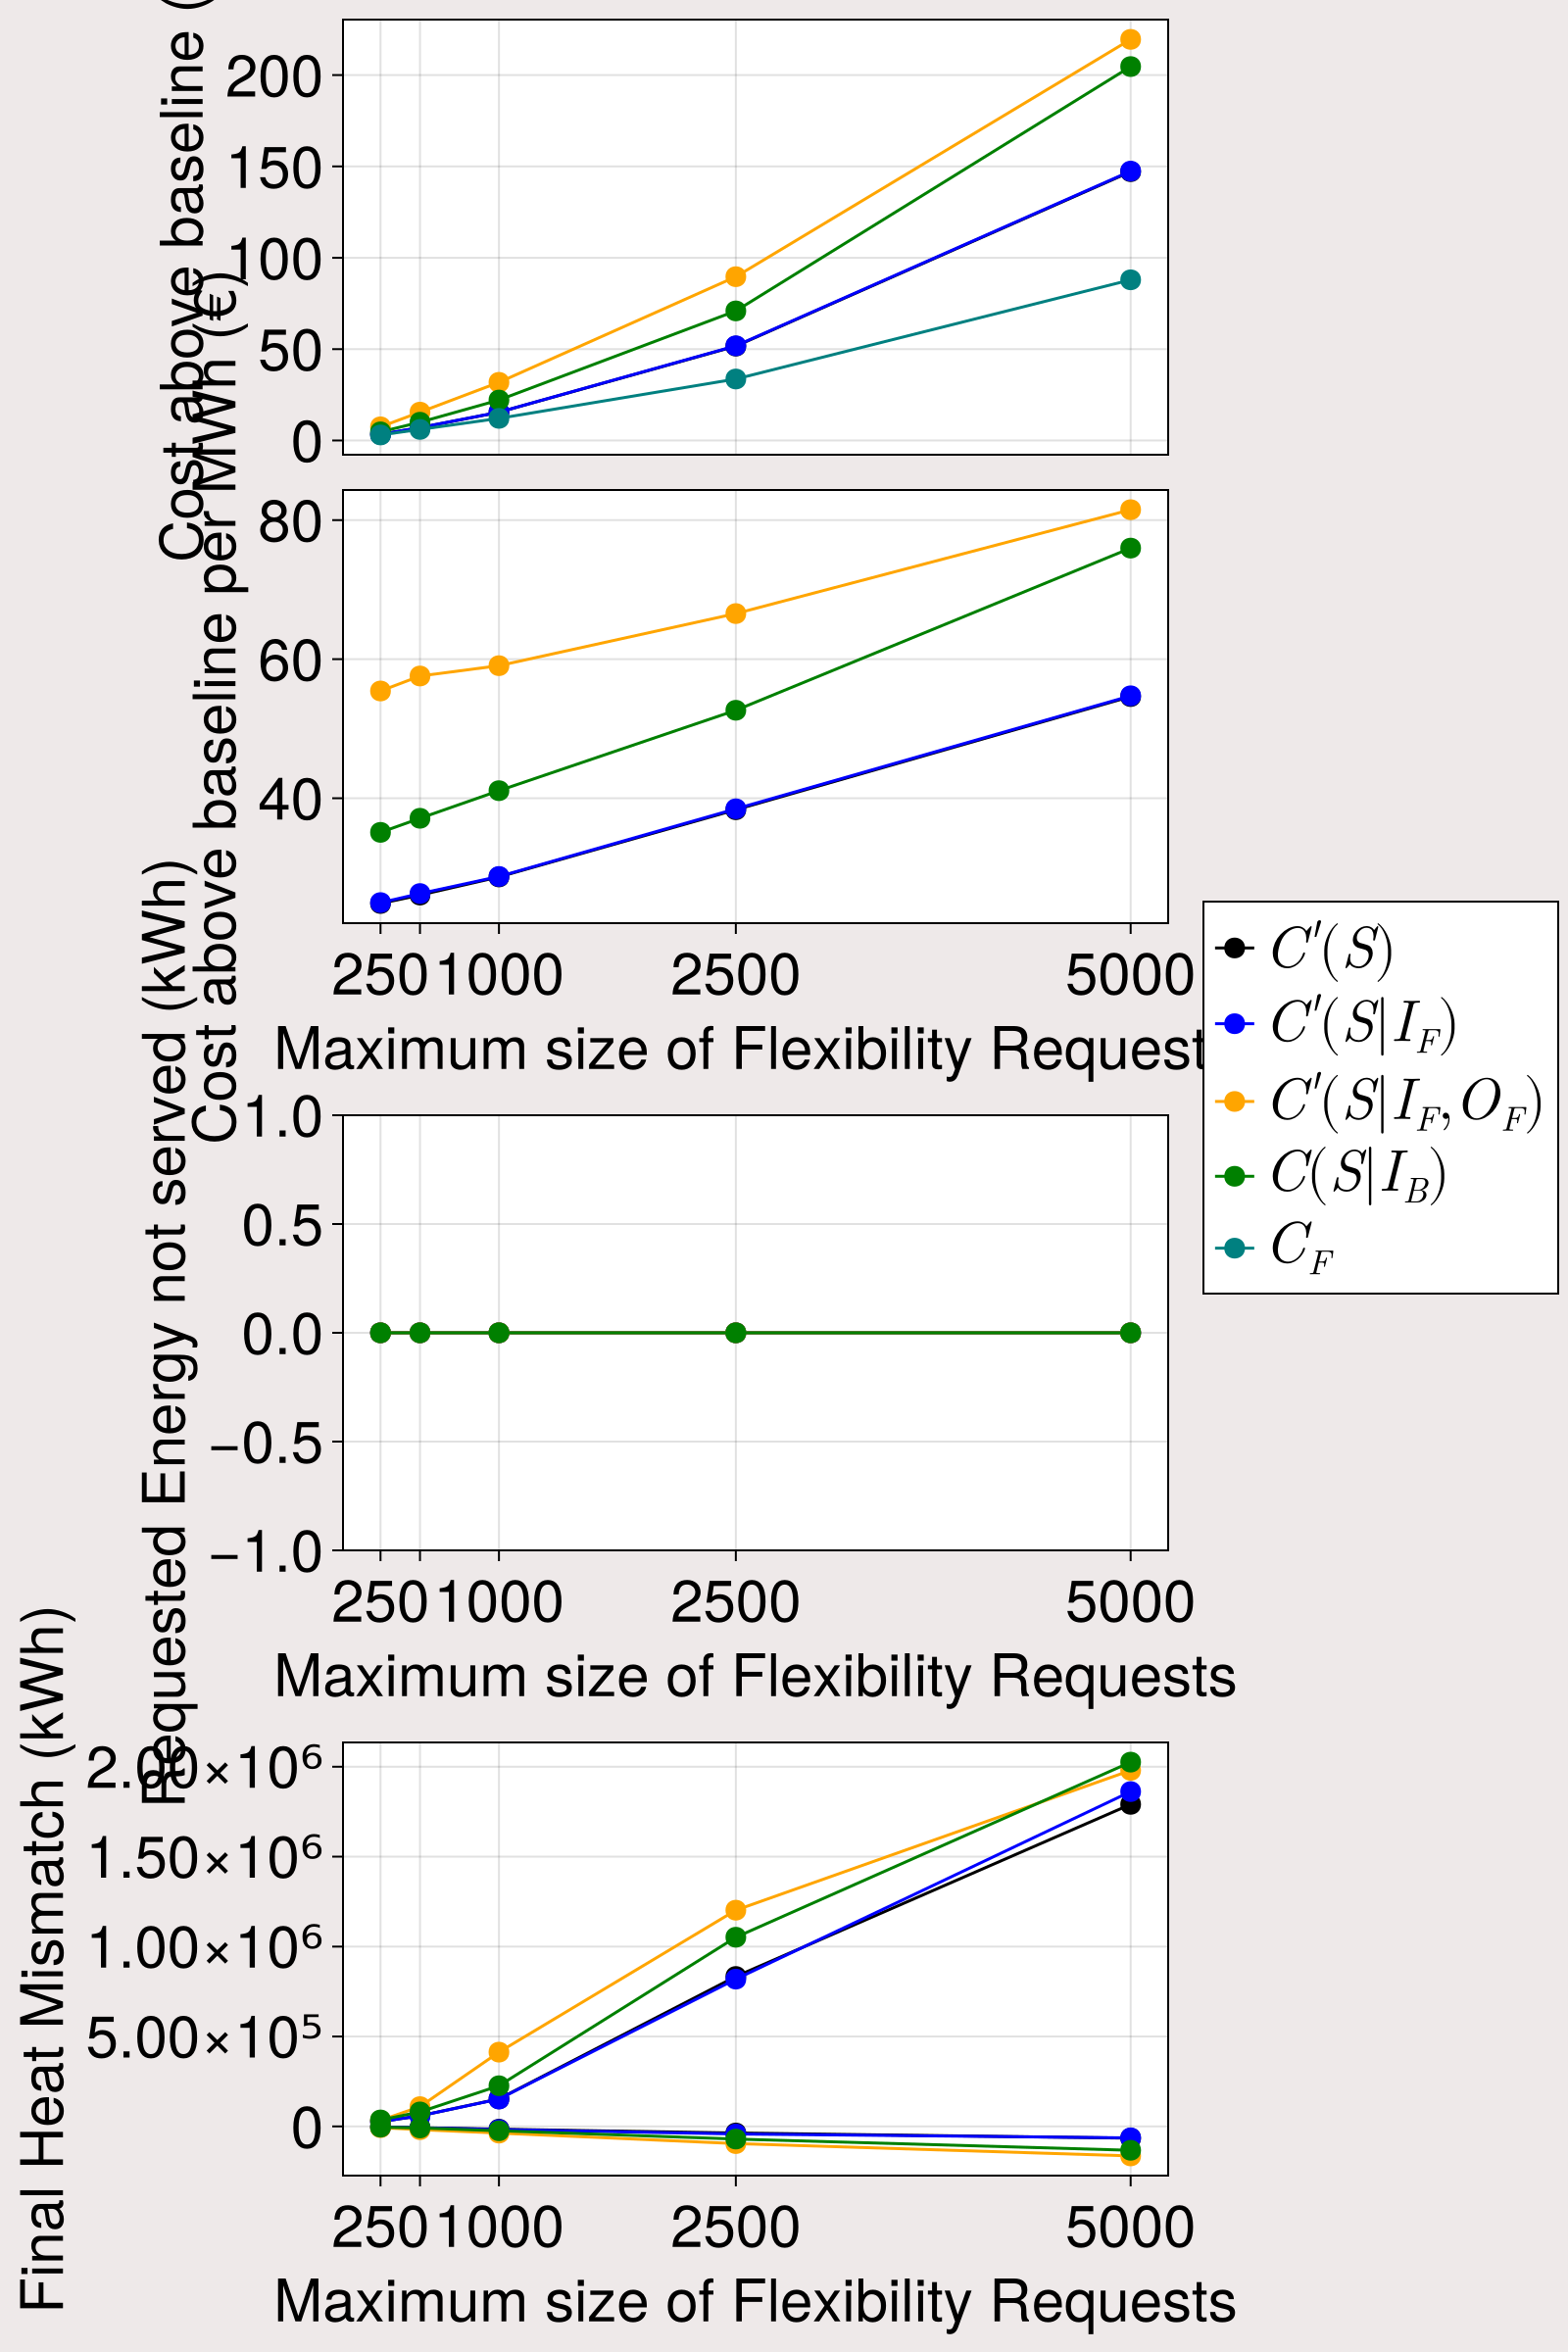 Cost above baseline (
200
150
100
50
0
Cost above baseline per MWh (€)
80
60
40
250 1000 2500 5000
Maximum size of Flexibility Request
C′(S)
C′(S|I_F)
C′(S|I_F, O_F)
C(S|I_B)
C_F
Requested Energy not served (kWh)
1.0
0.5
0.0
−0.5
−1.0
250 1000 2500 5000
Maximum size of Flexibility Requests
Final Heat Mismatch (kWh)
2.00×10⁶
1.50×10⁶
1.00×10⁶
5.00×10⁵
0
250 1000 2500 5000
Maximum size of Flexibility Requests